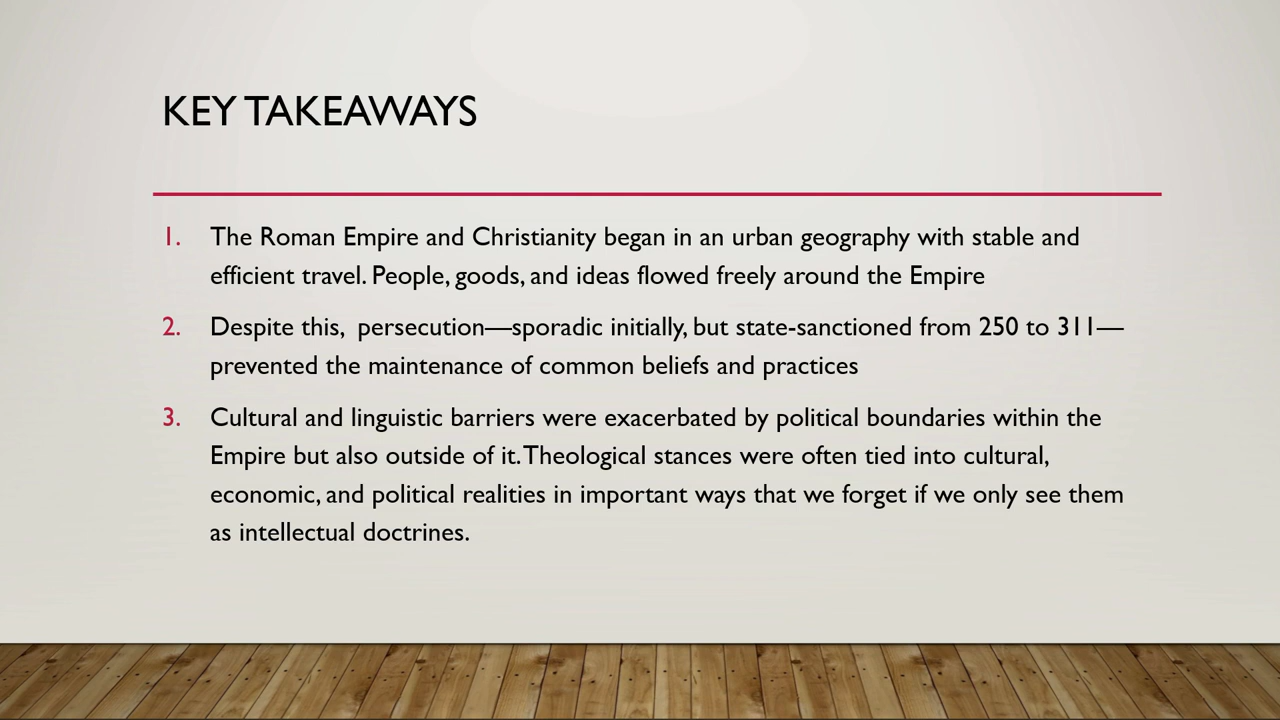 KEY TAKEAWAYS
1. The Roman Empire and Christianity began in an urban geography with stable and
efficient travel. People, goods, and ideas flowed freely around the Empire
2. Despite this,  persecution—sporadic initially, but state-sanctioned from 250 to 311—
prevented the maintenance of common beliefs and practices
3. Cultural and linguistic barriers were exacerbated by political boundaries within the
Empire but also outside of it. Theological stances were often tied into cultural,
economic, and political realities in important ways that we forget if we only see them
as intellectual doctrines.